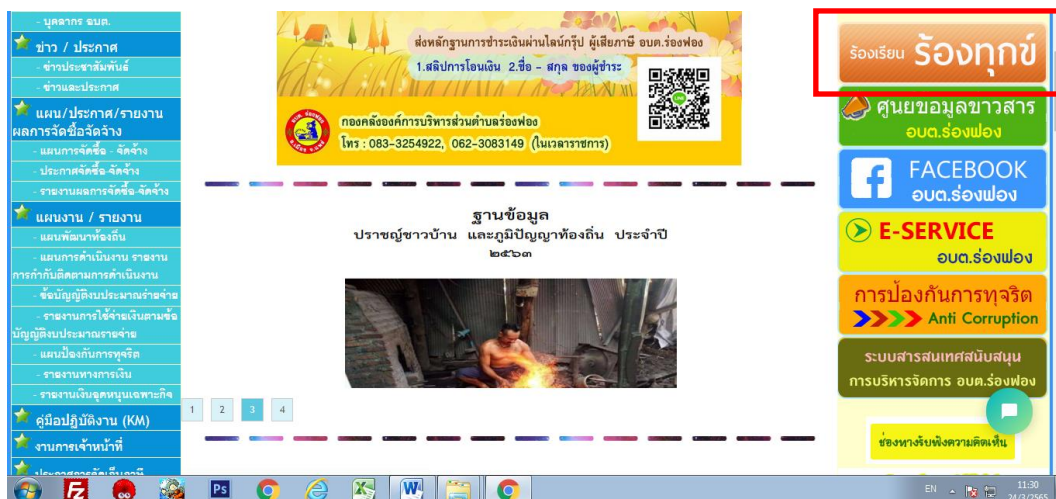 - บุคลากร อบต.
ข่าว / ประกาศ
- ข่าวประชาสัมพันธ์
- ข่าวและประกาศ
แผน/ประกาศ/รายงาน
ผลการจัดซื้อจัดจ้าง
- แผนการจัดซื้อ - จัดจ้าง
- ประกาศจัดซื้อ-จัดจ้าง
- รายงานผลการจัดซื้อ-จัดจ้าง
แผนงาน / รายงาน
- แผนพัฒนาท้องถิ่น
- แผนการดำเนินงาน รายงาน
การกำกับติดตามการดำเนินงาน
- ข้อบัญญัติงบประมาณร่ายจ่าย
- รายงานการใช้จ่ายเงินตามข้อ
บัญญัติงบประมาณรายจ่าย
- แผนป้องกันการทุจริต
- รายงานทางการเงิน
- รายงานเงินอุดหนุนเฉพาะกิจ
คู่มือปฏิบัติงาน (KM)
งานการเจ้าหน้าที่
ประกาศการจัดเก็บภาษี
ส่งหลักฐานการชำระเงินผ่านไลน์กรุ๊ป ผู้เสียภาษี อบต.ร่องฟอง
1.สลิปการโอนเงิน 2.ชื่อ - สกุล ของผู้ชำระ
LINE
กองคลังองค์การบริหารส่วนตำบลร่องฟอง
โทร : 083-3254922, 062-3083149 (ในเวลาราชการ)
ฐานข้อมูล
ปราชญ์ชาวบ้าน และภูมิปัญญาท้องถิ่น ประจำปี
๒๕๖๓
1 2 3 4
ร้องเรียน ร้องทุกข์
ศูนยขอมูลขาวสาร
อบต.ร่องฟอง
f FACEBOOK
อบต.ร่องฟอง
E-SERVICE
อบต.ร่องฟอง
การป้องกันการทุจริต
Anti Corruption
ระบบสารสนเทศสนับสนุน
การบริหารจัดการ อบต.ร่องฟอง
ช่องทางรับฟังความคิดเห็น
Ps
W
EN
11:30
24/3/2565